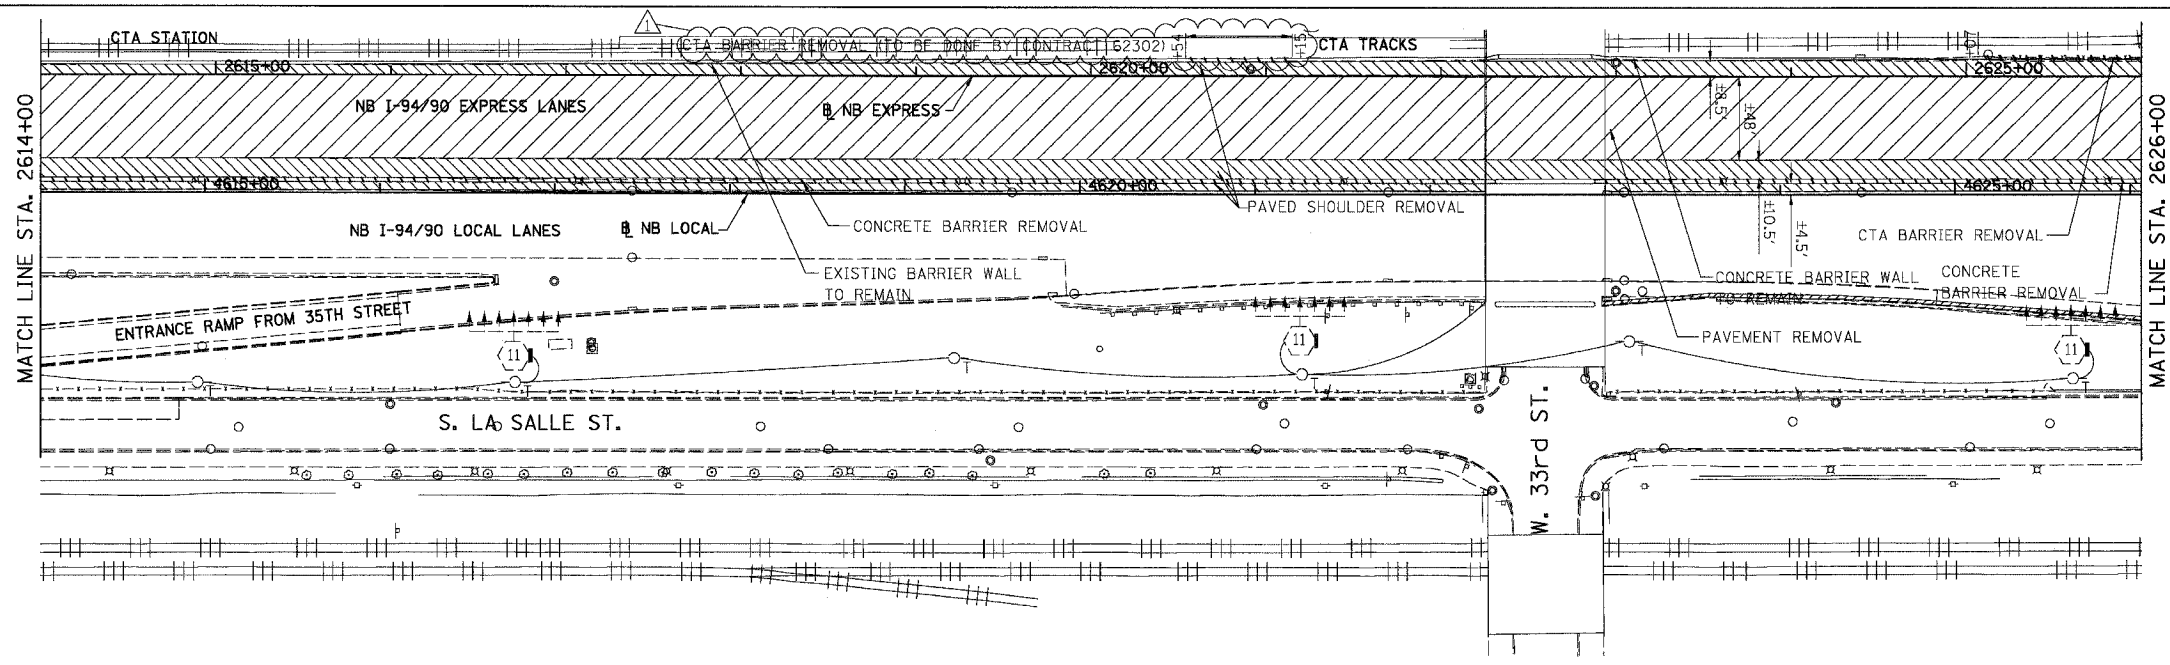 1
CTA STATION
(CTA BARRIER REMOVAL (TO BE DONE BY CONTRACT 62302)
+54
+15
CTA TRACKS
+07
2615+00
2620+00
2625+00
NB I-94/90 EXPRESS LANES
℄ NB EXPRESS
±8.5'
±48'
4615+00
4620+00
4625+00
PAVED SHOULDER REMOVAL
±10.5'
±4.5'
NB I-94/90 LOCAL LANES
NB LOCAL
CONCRETE BARRIER REMOVAL
CTA BARRIER REMOVAL
EXISTING BARRIER WALL
TO REMAIN
CONCRETE BARRIER WALL
TO REMAIN
CONCRETE
BARRIER REMOVAL
ENTRANCE RAMP FROM 35TH STREET
PAVEMENT REMOVAL
11
11
11
S. LA SALLE ST.
W. 33rd ST.
MATCH LINE STA. 2614+00
MATCH LINE STA. 2626+00